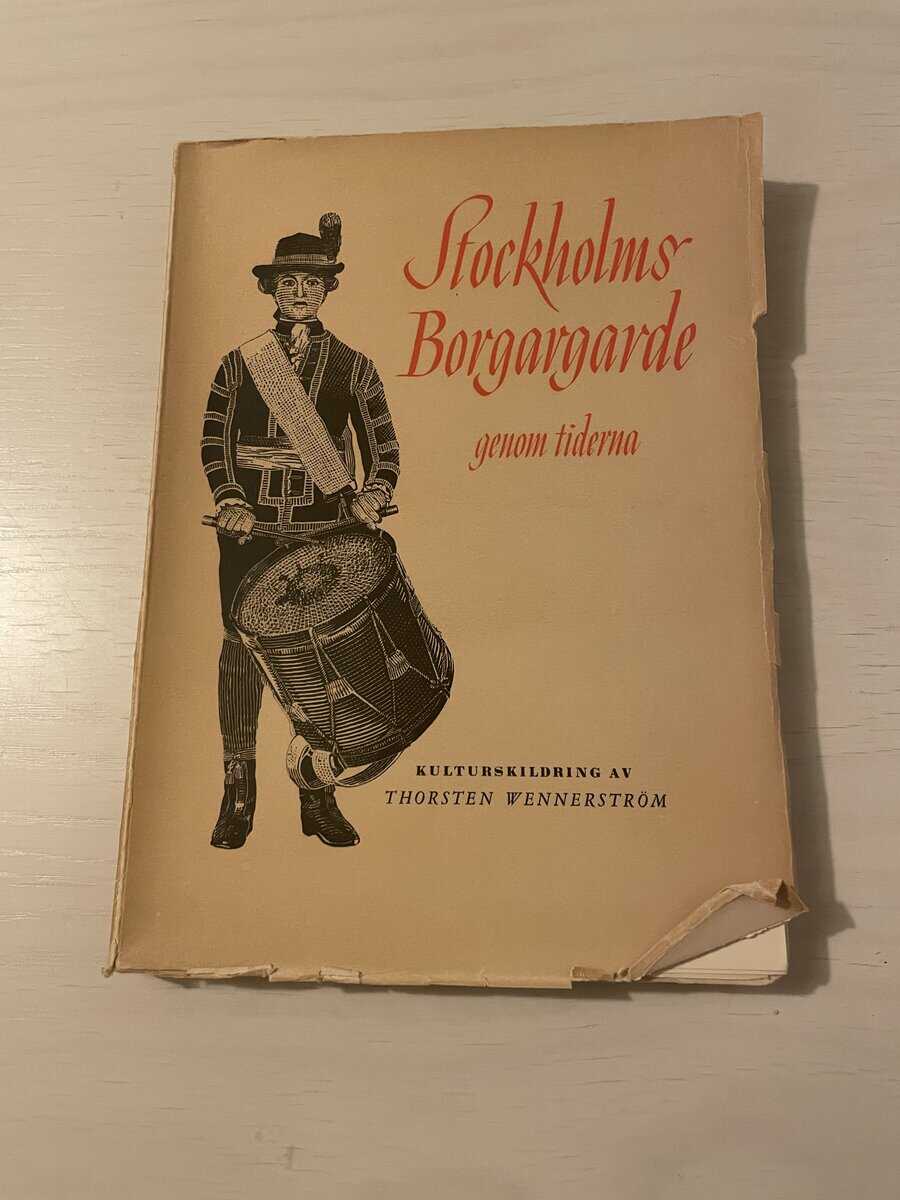 Stockholms
Borgargarde
genom tiderna
KULTURSKILDRING AV
THORSTEN WENNERSTRÖM